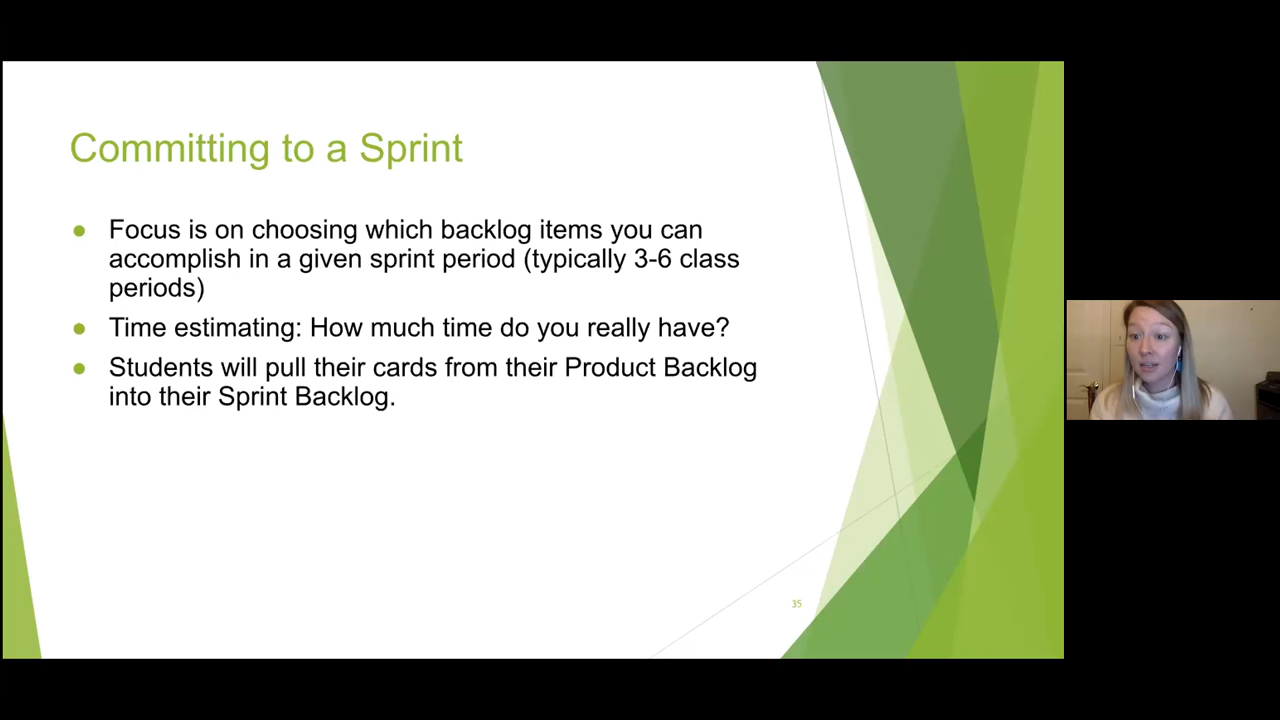 Committing to a Sprint
● Focus is on choosing which backlog items you can
accomplish in a given sprint period (typically 3-6 class
periods)
● Time estimating: How much time do you really have?
● Students will pull their cards from their Product Backlog
into their Sprint Backlog.
35